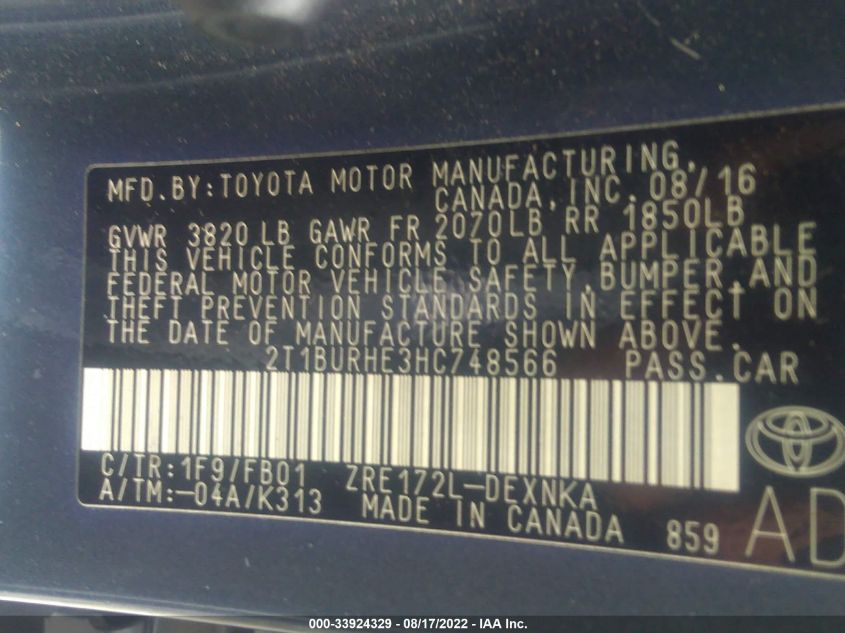 MFD.BY:TOYOTA MOTOR MANUFACTURING,
CANADA,INC.08/16
GVWR 3820 LB GAWR FR 2070LB RR 1850LB
THIS VEHICLE CONFORMS TO ALL APPLICABLE
FEDERAL MOTOR VEHICLE SAFETY,BUMPER,AND
THEFT PREVENTION STANDARDS IN EFFECT ON
THE DATE OF MANUFACTURE SHOWN ABOVE.
2T1BURHE3HC748566 PASS.CAR
C/TR:1F9/FB01 ZRE172L-DEXNKA
A/TM:-04A/K313 MADE IN CANADA 859 AD
000-33924329 - 08/17/2022 - IAA Inc.